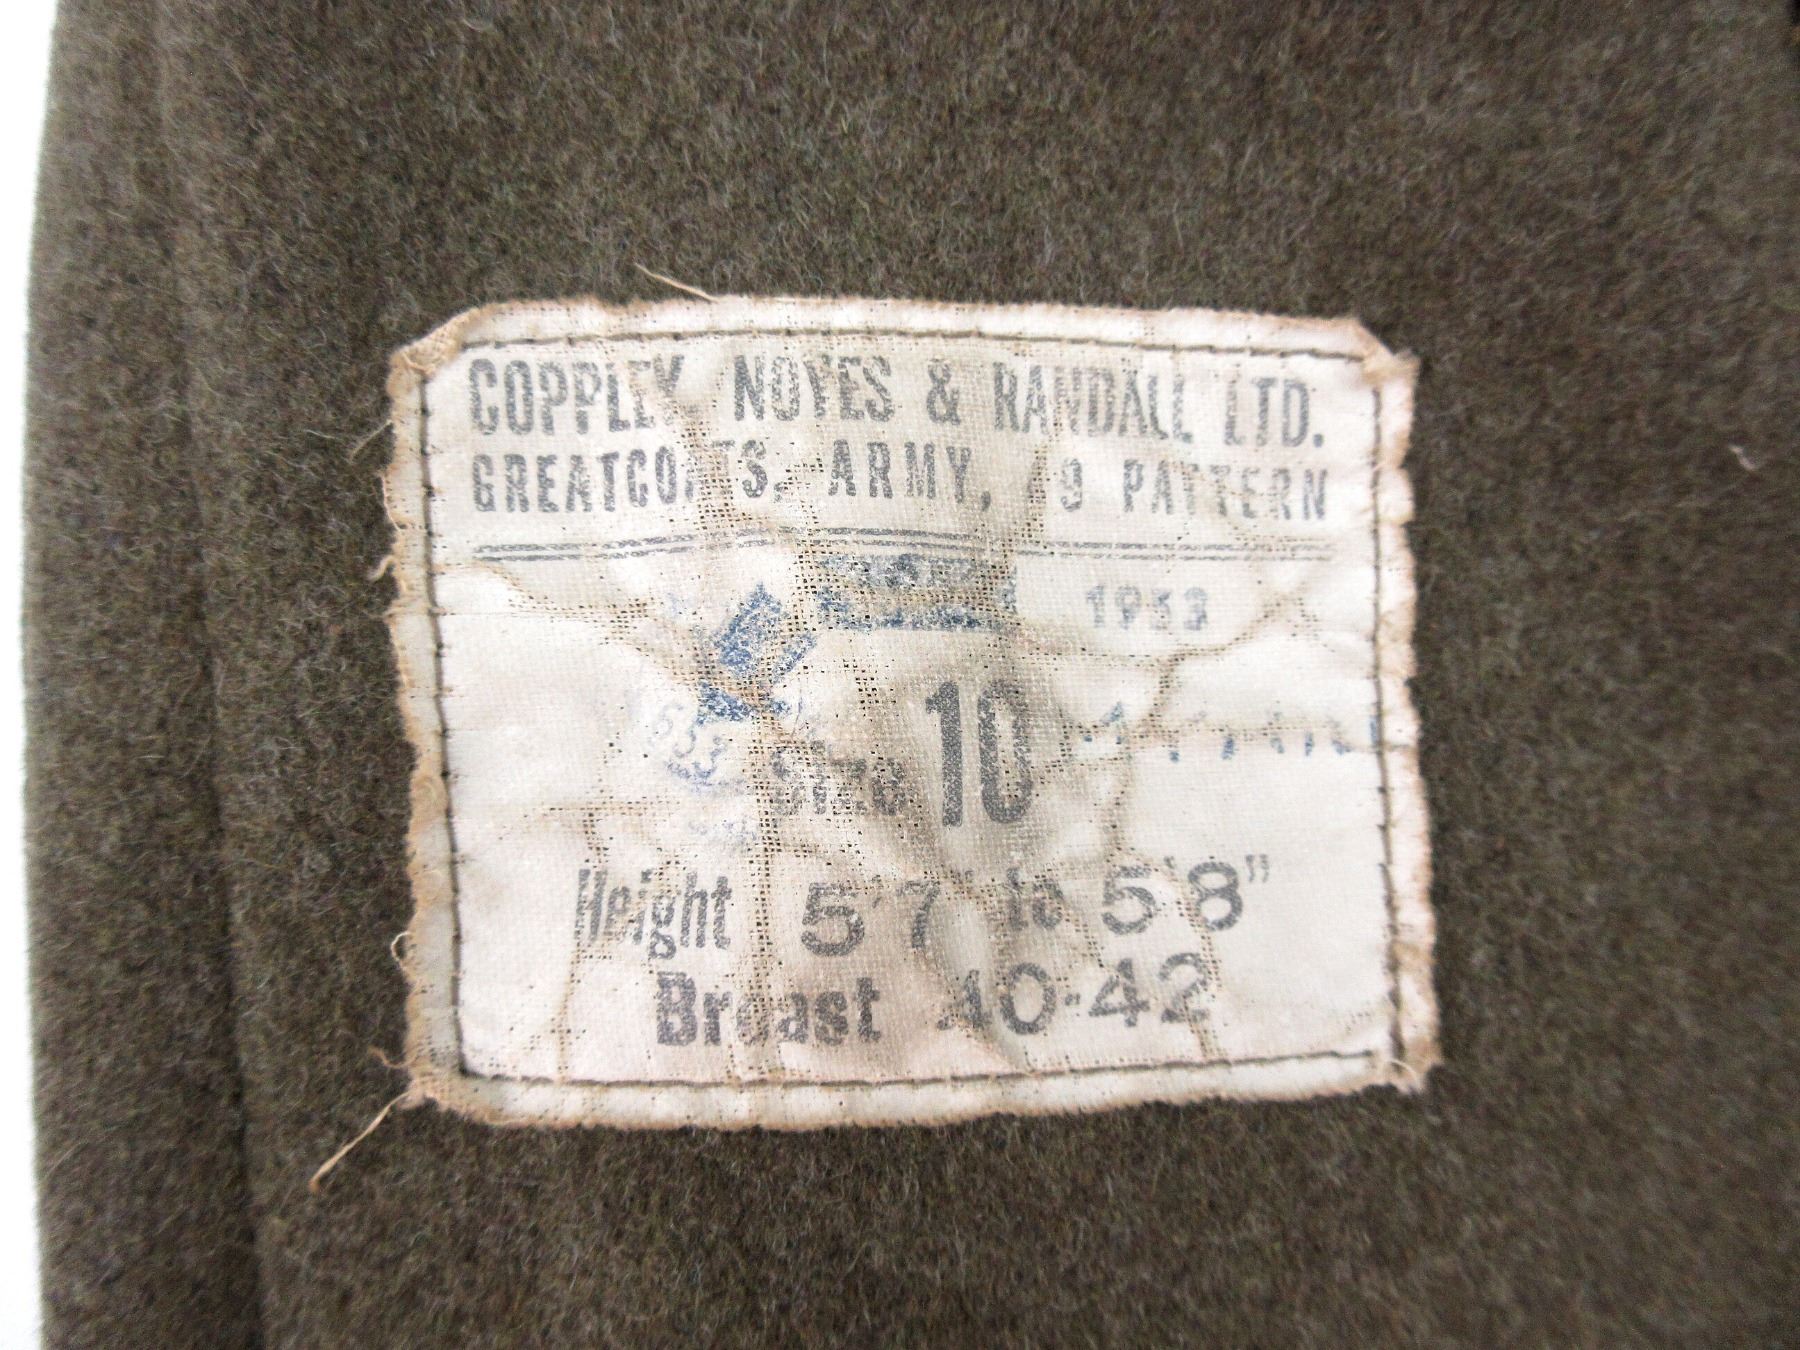 COPPLEY NOYES & RANDALL LTD.
GREATCOATS, ARMY, 49 PATTERN
1953
Size 10
Height 5'7" to 5'8"
Breast 40-42